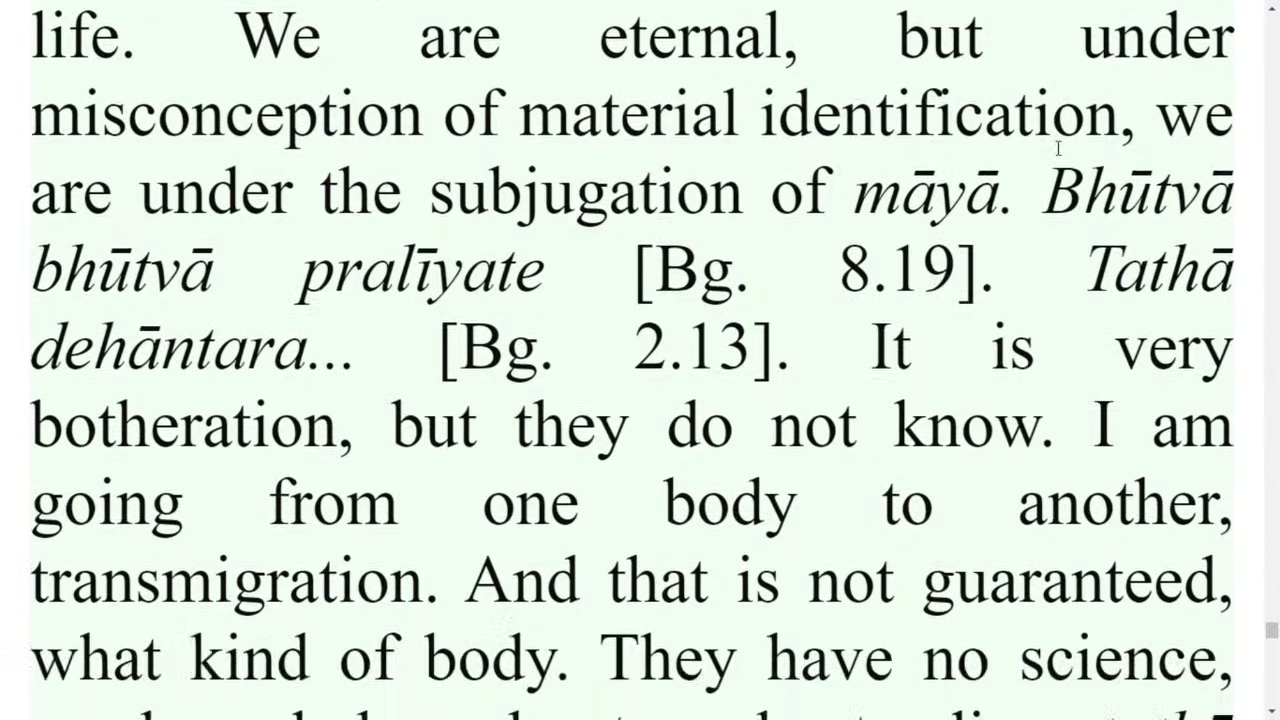 life. We are eternal, but under
misconception of material identification, we
are under the subjugation of māyā. Bhūtvā
bhūtvā pralīyate [Bg. 8.19]. Tathā
dehāntara... [Bg. 2.13]. It is very
botheration, but they do not know. I am
going from one body to another,
transmigration. And that is not guaranteed,
what kind of body. They have no science,